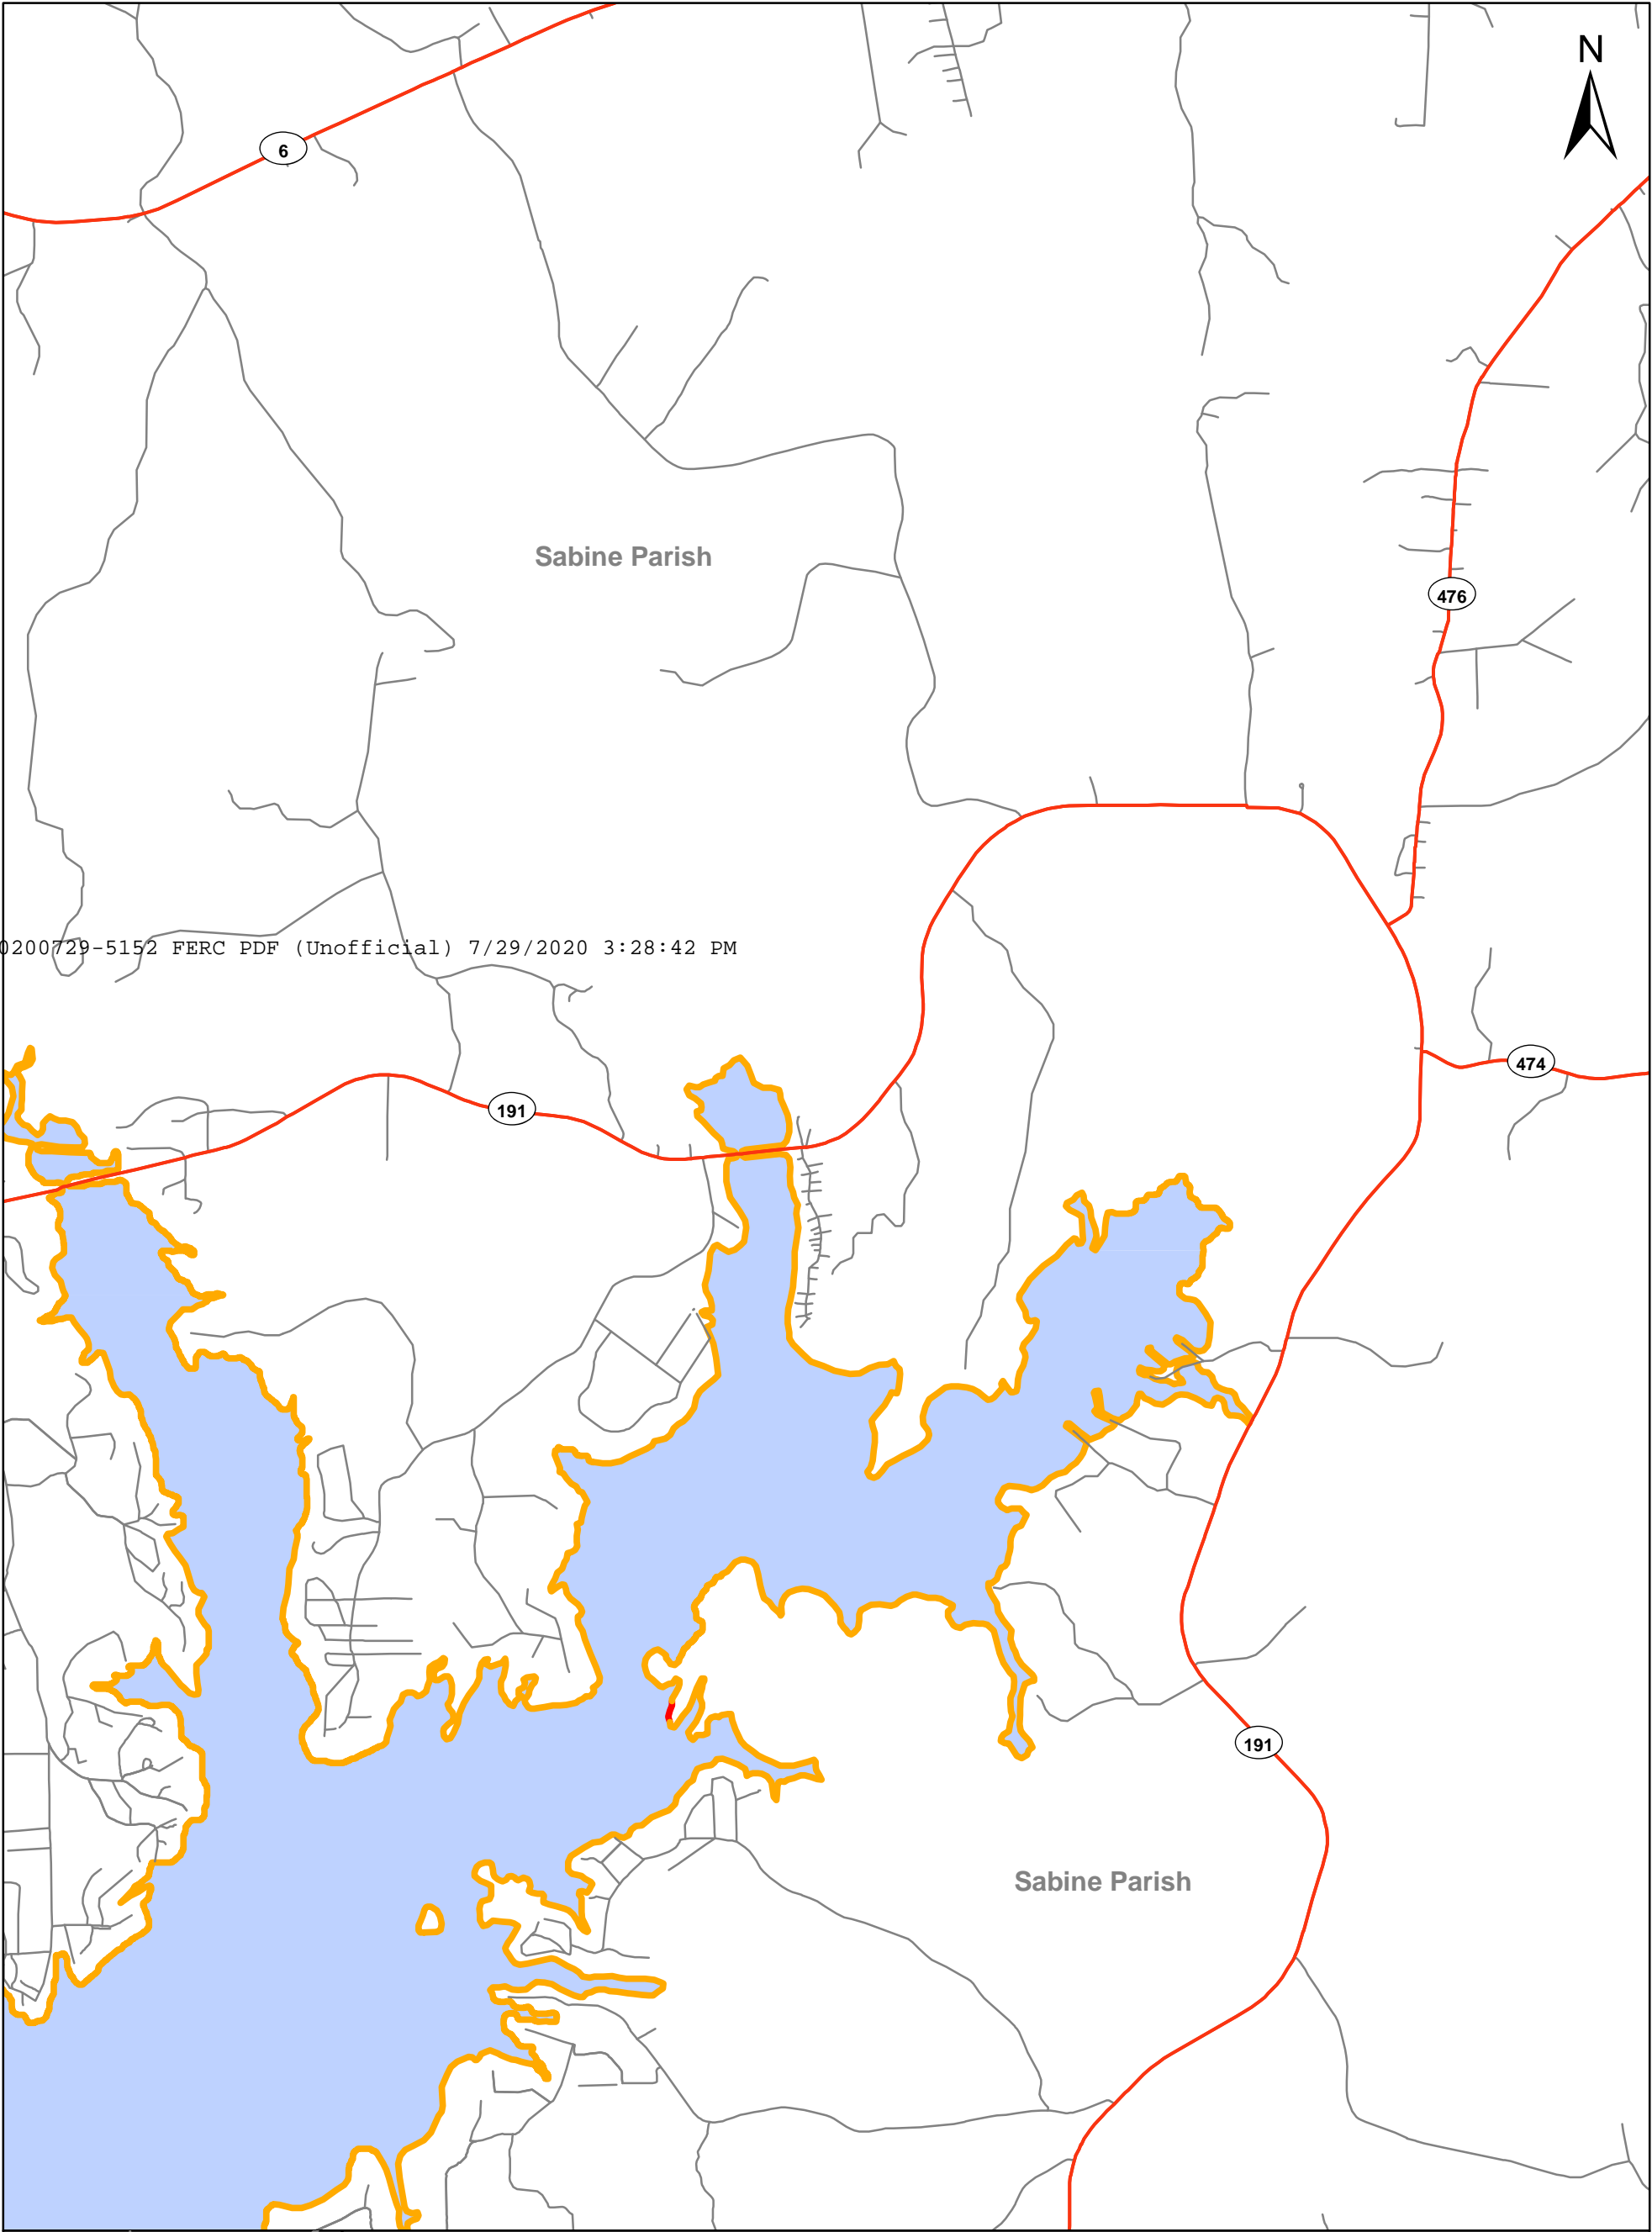 N
6
Sabine Parish
476
0200729-5152 FERC PDF (Unofficial) 7/29/2020 3:28:42 PM
474
191
191
Sabine Parish